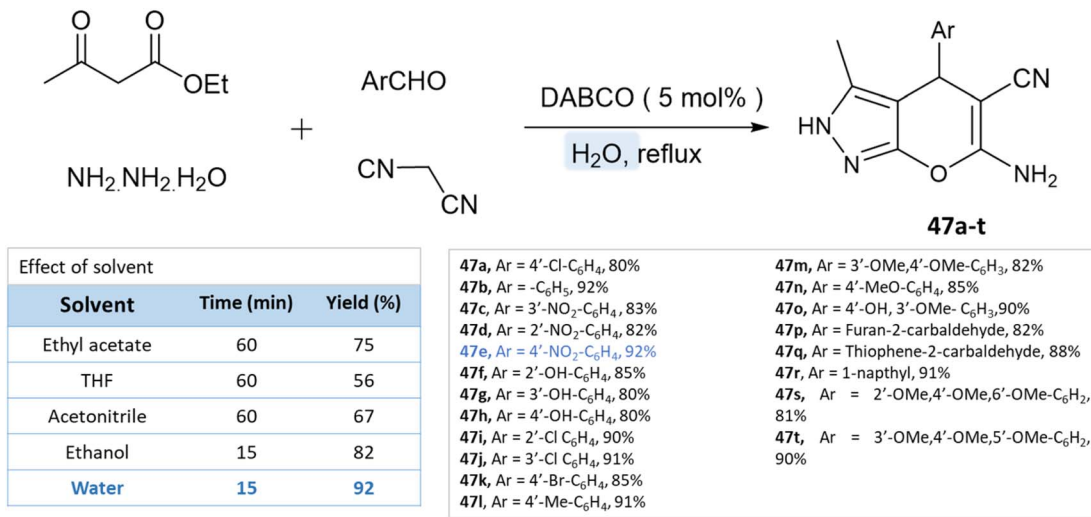 O
O
OEt
NH₂.NH₂.H₂O
+
ArCHO
CN
CN
DABCO ( 5 mol% )
H₂O, reflux
Ar
CN
HN
N
O
NH₂
47a-t
Effect of solvent
Solvent Time (min) Yield (%)
Ethyl acetate 60 75
THF 60 56
Acetonitrile 60 67
Ethanol 15 82
Water 15 92
47a, Ar = 4’-Cl-C₆H₄, 80%
47b, Ar = -C₆H₅, 92%
47c, Ar = 3’-NO₂-C₆H₄, 83%
47d, Ar = 2’-NO₂-C₆H₄, 82%
47e, Ar = 4’-NO₂-C₆H₄, 92%
47f, Ar = 2’-OH-C₆H₄, 85%
47g, Ar = 3’-OH-C₆H₄, 80%
47h, Ar = 4’-OH-C₆H₄, 80%
47i, Ar = 2’-Cl C₆H₄, 90%
47j, Ar = 3’-Cl C₆H₄, 91%
47k, Ar = 4’-Br-C₆H₄, 85%
47l, Ar = 4’-Me-C₆H₄, 91%
47m, Ar = 3’-OMe,4’-OMe-C₆H₃, 82%
47n, Ar = 4’-MeO-C₆H₄, 85%
47o, Ar = 4’-OH, 3’-OMe- C₆H₃,90%
47p, Ar = Furan-2-carbaldehyde, 82%
47q, Ar = Thiophene-2-carbaldehyde, 88%
47r, Ar = 1-napthyl, 91%
47s, Ar = 2’-OMe,4’-OMe,6’-OMe-C₆H₂,
81%
47t, Ar = 3’-OMe,4’-OMe,5’-OMe-C₆H₂,
90%